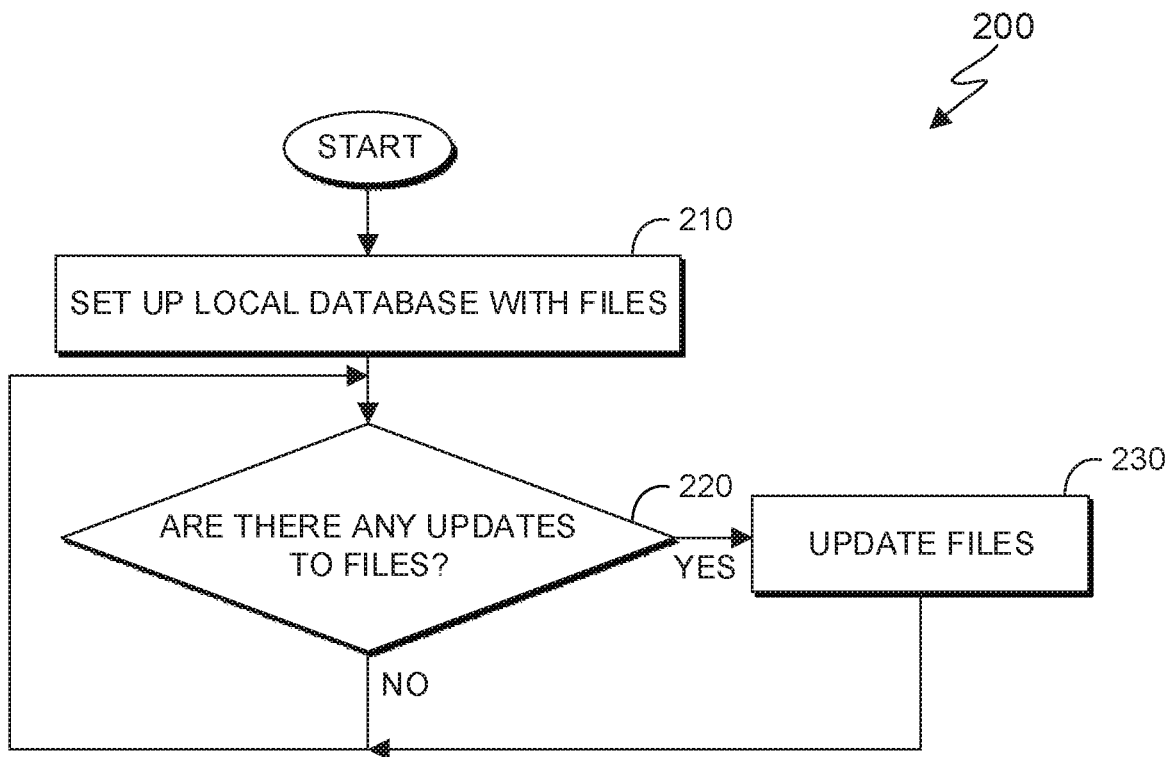 200
START
210
SET UP LOCAL DATABASE WITH FILES
220
ARE THERE ANY UPDATES
TO FILES?
YES
230
UPDATE FILES
NO